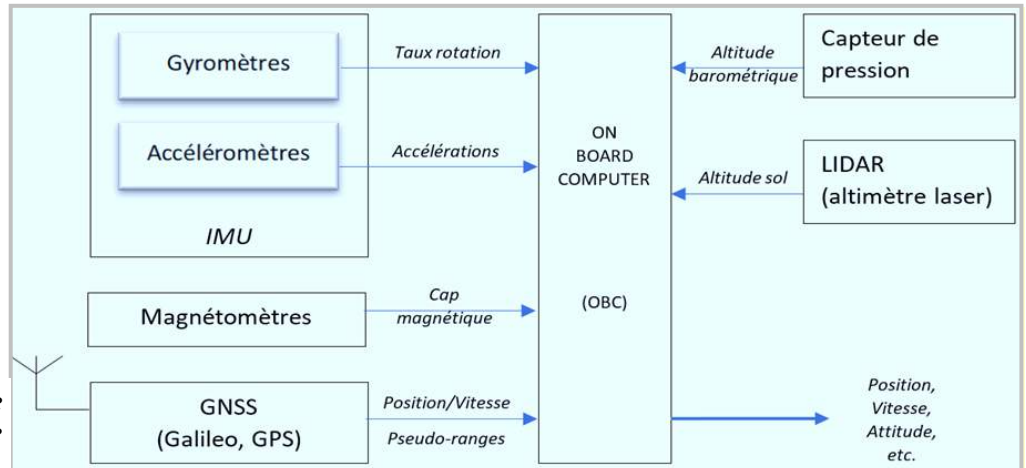 Gyromètres
Taux rotation
Accéléromètres
Accélérations
IMU
Magnétomètres
Cap
magnétique
GNSS
(Galileo, GPS)
Position/Vitesse
Pseudo-ranges
ON
BOARD
COMPUTER
(OBC)
Altitude
barométrique
Capteur de
pression
Altitude sol
LIDAR
(altimètre laser)
Position,
Vitesse,
Attitude,
etc.